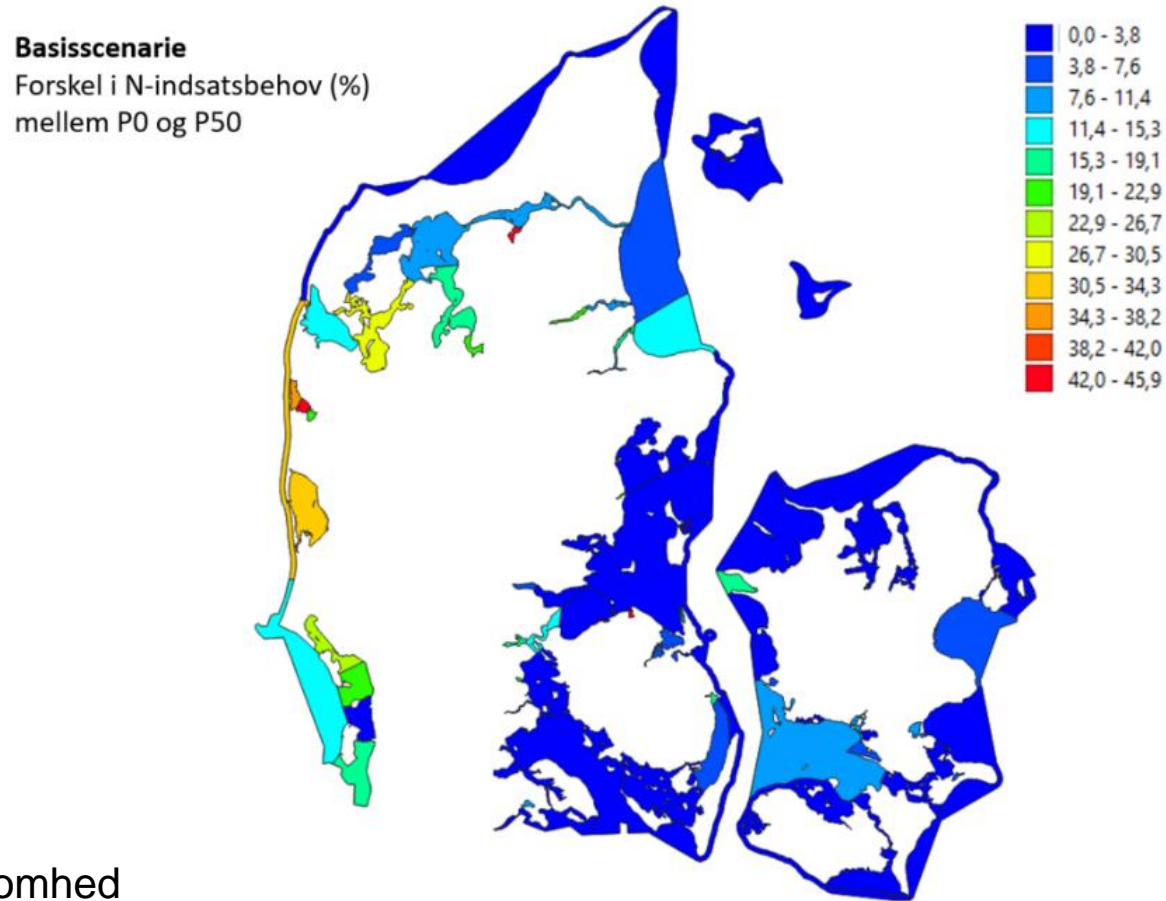 Basisscenarie
Forskel i N-indsatsbehov (%)
mellem P0 og P50
0,0 - 3,8
3,8 - 7,6
7,6 - 11,4
11,4 - 15,3
15,3 - 19,1
19,1 - 22,9
22,9 - 26,7
26,7 - 30,5
30,5 - 34,3
34,3 - 38,2
38,2 - 42,0
42,0 - 45,9
omhed